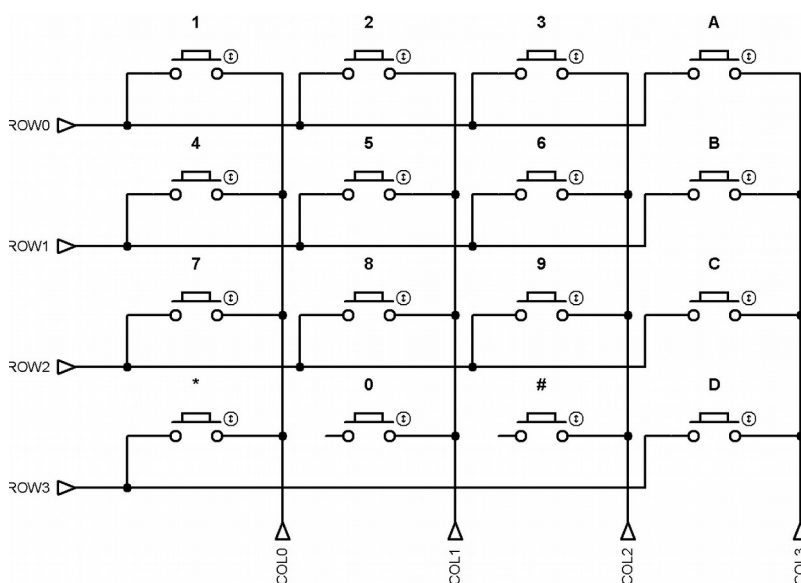 1 2 3 A
ROW0
4 5 6 B
ROW1
7 8 9 C
ROW2
* 0 # D
ROW3
COL0 COL1 COL2 COL3